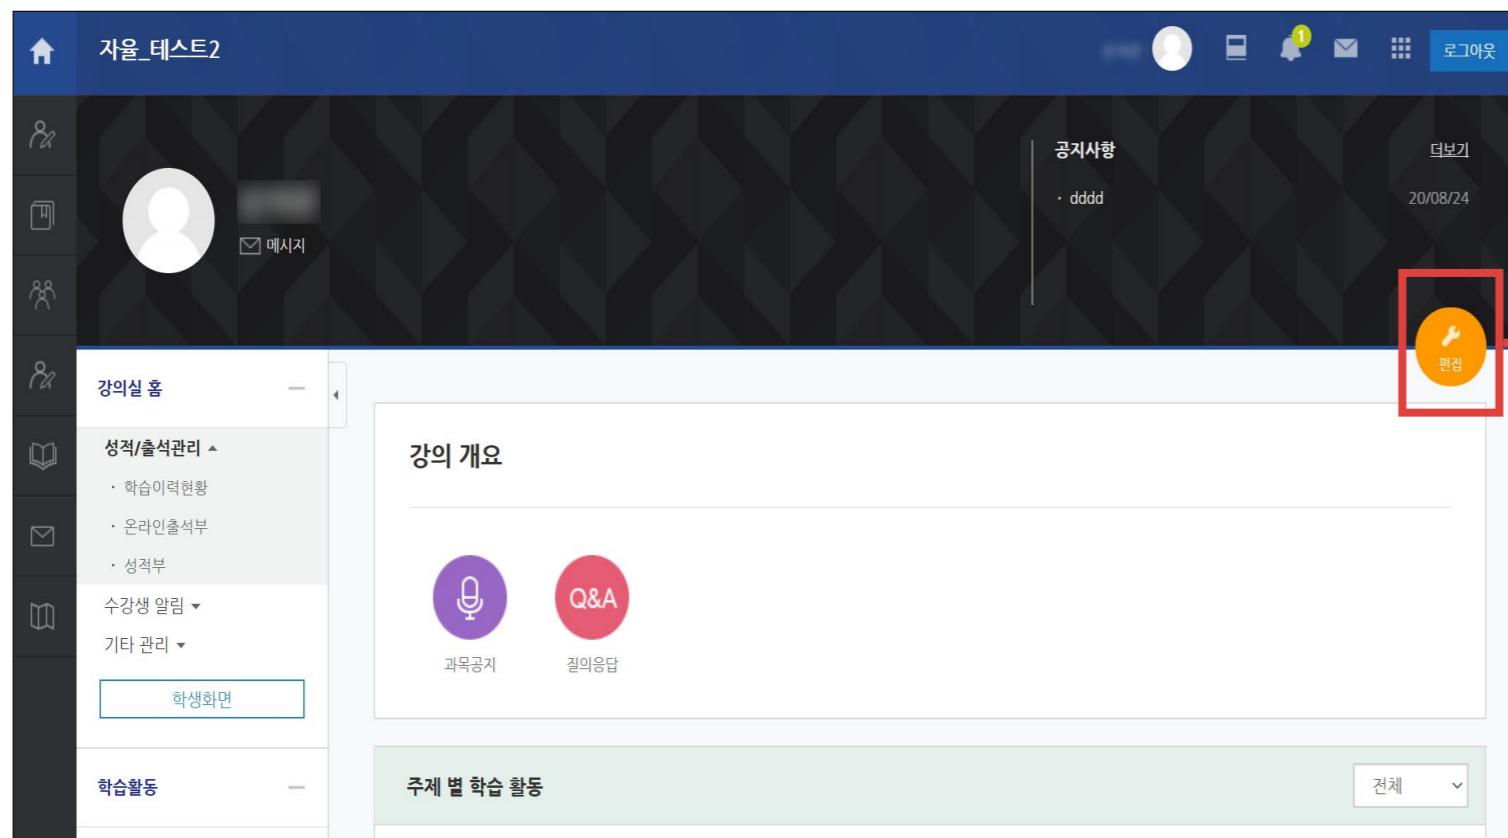 자율_테스트2
1
로그아웃
공지사항
더보기
· dddd
20/08/24
메시지
편집
강의실 홈
성적/출석관리
· 학습이력현황
· 온라인출석부
· 성적부
수강생 알림
기타 관리
학생화면
학습활동
강의 개요
Q&A
과목공지
질의응답
주제 별 학습 활동
전체